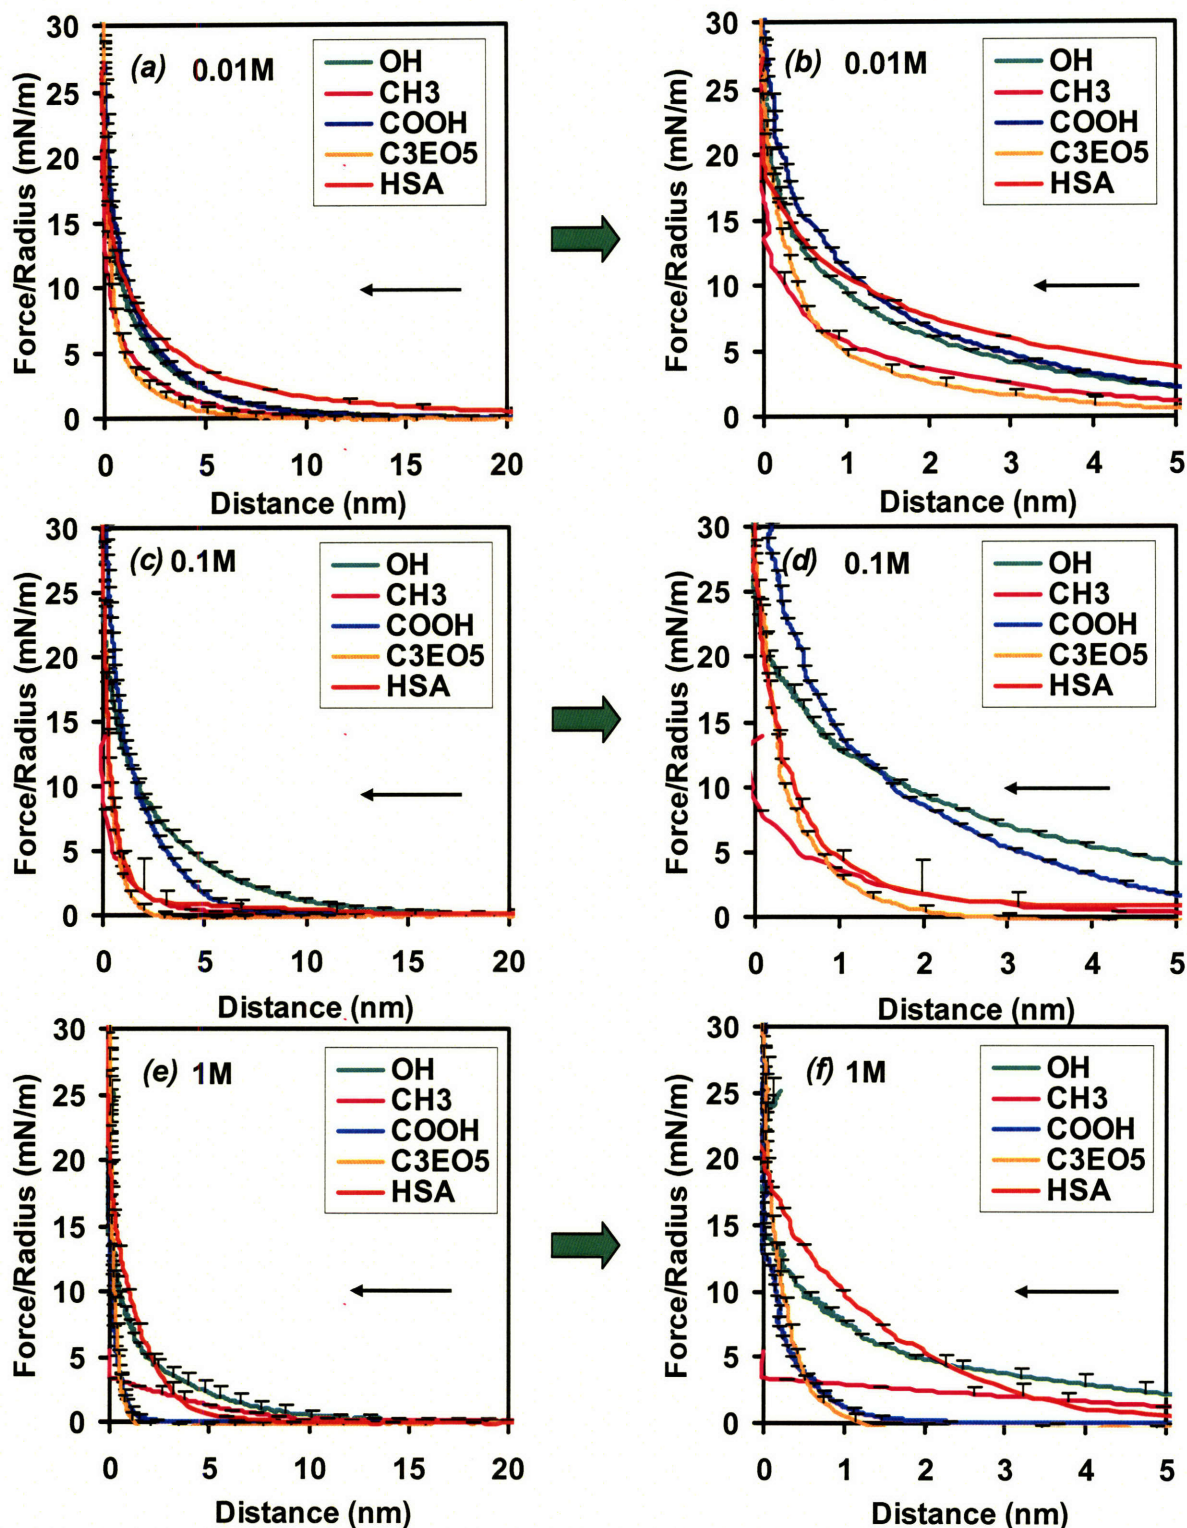 (a) 0.01M
OH
CH3
COOH
C3EO5
HSA
Force/Radius (mN/m)
30
25
20
15
10
5
0
0 5 10 15 20
Distance (nm)
(b) 0.01M
OH
CH3
COOH
C3EO5
HSA
Force/Radius (mN/m)
30
25
20
15
10
5
0
0 1 2 3 4 5
Distance (nm)
(c) 0.1M
OH
CH3
COOH
C3EO5
HSA
Force/Radius (mN/m)
30
25
20
15
10
5
0
0 5 10 15 20
Distance (nm)
(d) 0.1M
OH
CH3
COOH
C3EO5
HSA
Force/Radius (mN/m)
30
25
20
15
10
5
0
0 1 2 3 4 5
Distance (nm)
(e) 1M
OH
CH3
COOH
C3EO5
HSA
Force/Radius (mN/m)
30
25
20
15
10
5
0
0 5 10 15 20
Distance (nm)
(f) 1M
OH
CH3
COOH
C3EO5
HSA
Force/Radius (mN/m)
30
25
20
15
10
5
0
0 1 2 3 4 5
Distance (nm)